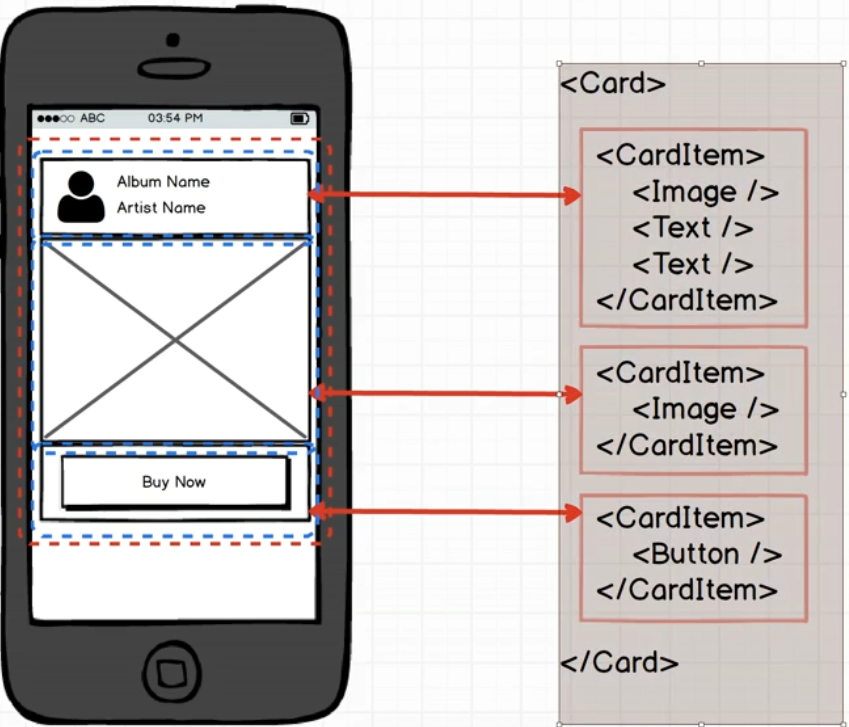 ABC 03:54 PM
Album Name
Artist Name
Buy Now
<Card>
<CardItem>
<Image />
<Text />
<Text />
</CardItem>
<CardItem>
<Image />
</CardItem>
<CardItem>
<Button />
</CardItem>
</Card>